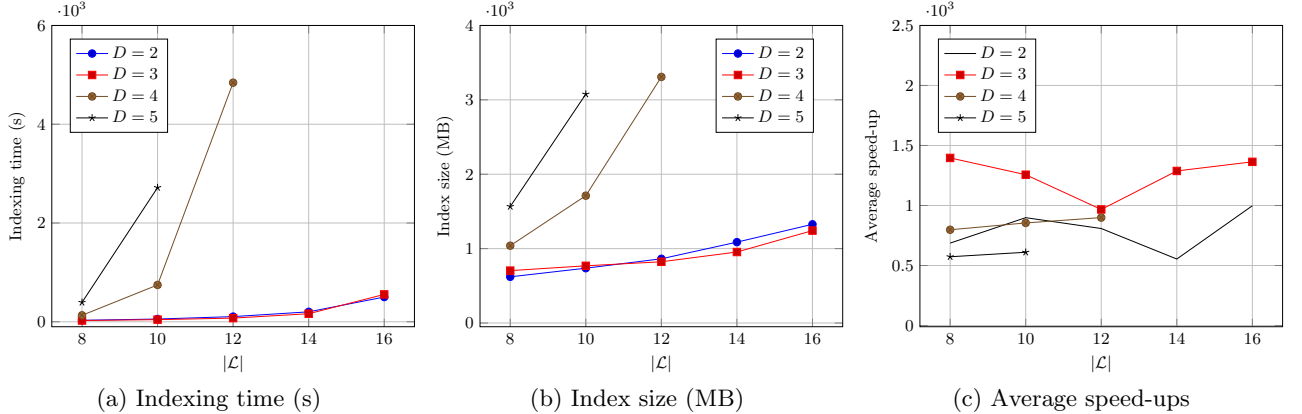 ·10³
Indexing time (s)
6
4
2
0
8 10 12 14 16
|ℒ|
D = 2
D = 3
D = 4
D = 5
(a) Indexing time (s)
·10³
Index size (MB)
4
3
2
1
0
8 10 12 14 16
|ℒ|
D = 2
D = 3
D = 4
D = 5
(b) Index size (MB)
·10³
Average speed-up
2.5
2
1.5
1
0.5
0
8 10 12 14 16
|ℒ|
D = 2
D = 3
D = 4
D = 5
(c) Average speed-ups